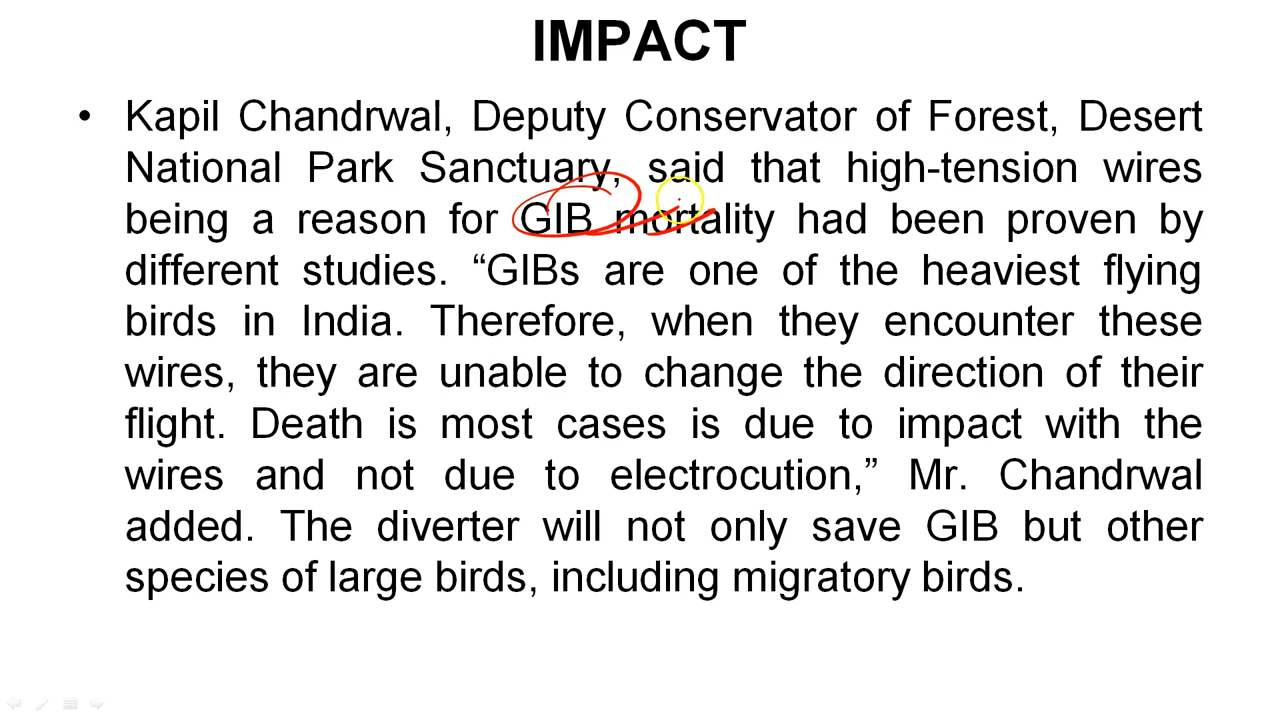 IMPACT
• Kapil Chandrwal, Deputy Conservator of Forest, Desert
National Park Sanctuary, said that high-tension wires
being a reason for GIB mortality had been proven by
different studies. “GIBs are one of the heaviest flying
birds in India. Therefore, when they encounter these
wires, they are unable to change the direction of their
flight. Death is most cases is due to impact with the
wires and not due to electrocution,” Mr. Chandrwal
added. The diverter will not only save GIB but other
species of large birds, including migratory birds.